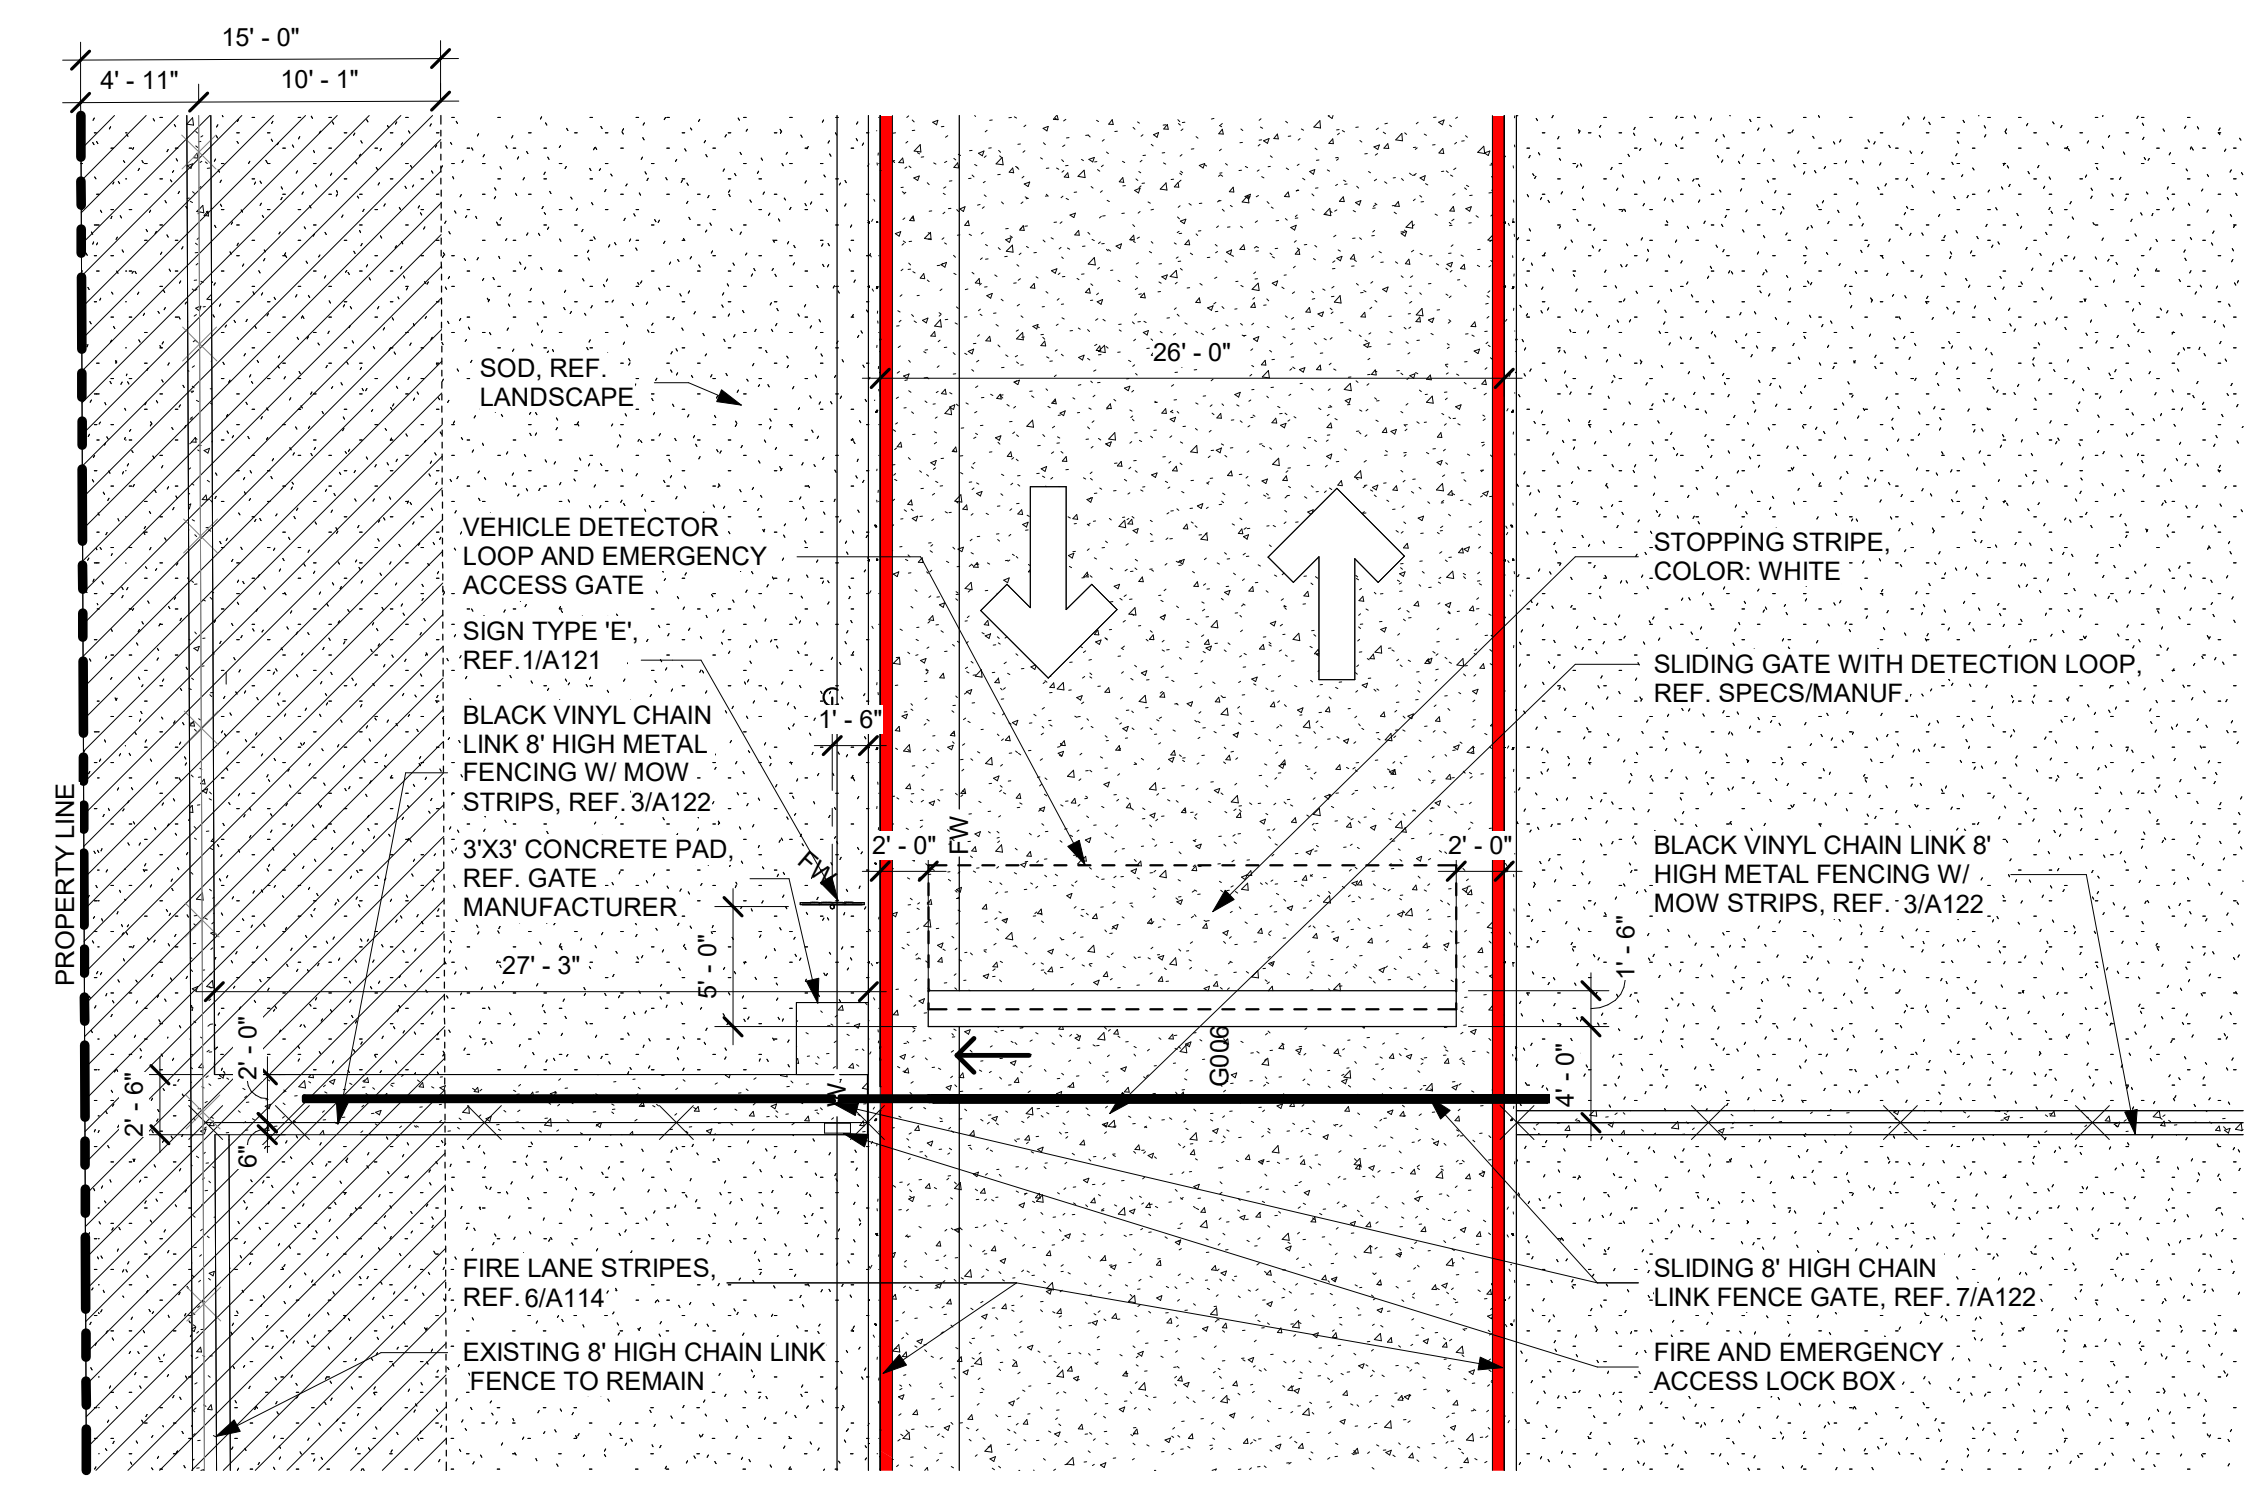 15' - 0"
4' - 11"
10' - 1"
26' - 0"
SOD, REF.
LANDSCAPE
VEHICLE DETECTOR
LOOP AND EMERGENCY
ACCESS GATE
SIGN TYPE 'E',
REF.1/A121
BLACK VINYL CHAIN
LINK 8' HIGH METAL
FENCING W/ MOW
STRIPS, REF. 3/A122
3'X3' CONCRETE PAD,
REF. GATE
MANUFACTURER
27' - 3"
PROPERTY LINE
G
1' - 6"
FW
FW
2' - 0"
2' - 0"
5' - 0"
STOPPING STRIPE,
COLOR: WHITE
SLIDING GATE WITH DETECTION LOOP,
REF. SPECS/MANUF.
BLACK VINYL CHAIN LINK 8'
HIGH METAL FENCING W/
MOW STRIPS, REF. 3/A122
1' - 6"
4' - 0"
G006
W
2' - 6"
2' - 0"
6"
FIRE LANE STRIPES,
REF. 6/A114
EXISTING 8' HIGH CHAIN LINK
FENCE TO REMAIN
SLIDING 8' HIGH CHAIN
LINK FENCE GATE, REF. 7/A122
FIRE AND EMERGENCY
ACCESS LOCK BOX